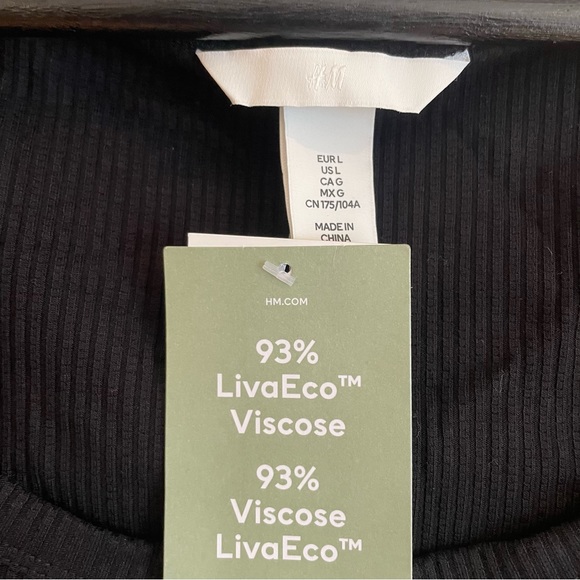 H&M
EUR L
US L
CA G
MX G
CN 175/104A
MADE IN
CHINA
HM.COM
93%
LivaEco™
Viscose
93%
Viscose
LivaEco™